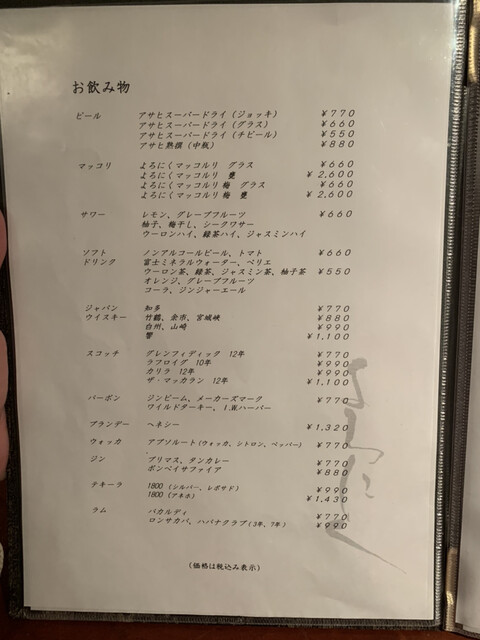 お飲み物
ビール アサヒスーパードライ（ジョッキ） ￥770
アサヒスーパードライ（グラス） ￥660
アサヒスーパードライ（チビール） ￥550
アサヒ熟撰（中瓶） ￥880
マッコリ よろにくマッコルリ グラス ￥660
よろにくマッコルリ 甕 ￥2,600
よろにくマッコルリ 梅 グラス ￥660
よろにくマッコルリ 梅 甕 ￥2,600
サワー レモン、グレープフルーツ ￥660
柚子、梅干し、シークワサー
ウーロンハイ、緑茶ハイ、ジャスミンハイ
ソフト ノンアルコールビール、トマト ￥660
ドリンク 富士ミネラルウォーダー、ペリエ
ウーロン茶、緑茶、ジャスミン茶、柚子茶 ￥550
オレンジ、グレープフルーツ
コーラ、ジンジャーエール
ジャパン 知多 ￥770
ウイスキー 竹鶴、余市、宮城峡 ￥880
白州、山崎 ￥990
響 ￥1,100
スコッチ グレンフィディック 12年 ￥770
ラフロイグ 10年 ￥990
カリラ 12年 ￥990
ザ・マッカラン 12年 ￥1,100
バーボン ジンビーム、メーカーズマーク ￥770
ワイルドターキー、I.W.ハーパー
ブランデー ヘネシー ￥1,320
ウォッカ アブソルート（ウォッカ、シトロン、ペッパー） ￥770
ジン プリマス、タンカレー ￥770
ボンベイサファイア ￥880
テキーラ 1800（シルバー、レポサド） ￥990
1800（アネホ） ￥1,430
ラム バカルディ ￥770
ロンサカパ、ハバナクラブ（3年、7年） ￥990
よろにく
（価格は税込み表示）